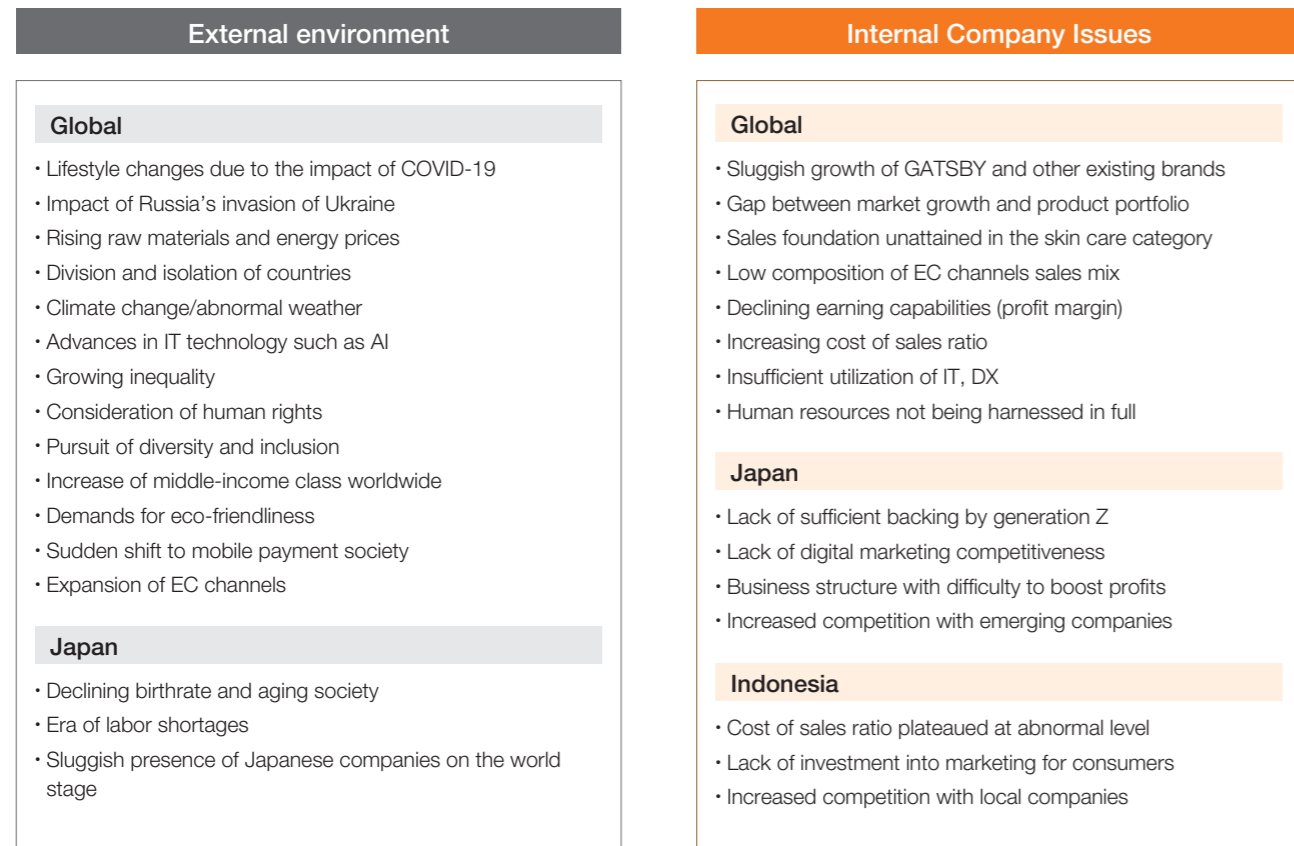 External environment
Global
・Lifestyle changes due to the impact of COVID-19
・Impact of Russia’s invasion of Ukraine
・Rising raw materials and energy prices
・Division and isolation of countries
・Climate change/abnormal weather
・Advances in IT technology such as AI
・Growing inequality
・Consideration of human rights
・Pursuit of diversity and inclusion
・Increase of middle-income class worldwide
・Demands for eco-friendliness
・Sudden shift to mobile payment society
・Expansion of EC channels
Japan
・Declining birthrate and aging society
・Era of labor shortages
・Sluggish presence of Japanese companies on the world
stage
Internal Company Issues
Global
・Sluggish growth of GATSBY and other existing brands
・Gap between market growth and product portfolio
・Sales foundation unattained in the skin care category
・Low composition of EC channels sales mix
・Declining earning capabilities (profit margin)
・Increasing cost of sales ratio
・Insufficient utilization of IT, DX
・Human resources not being harnessed in full
Japan
・Lack of sufficient backing by generation Z
・Lack of digital marketing competitiveness
・Business structure with difficulty to boost profits
・Increased competition with emerging companies
Indonesia
・Cost of sales ratio plateaued at abnormal level
・Lack of investment into marketing for consumers
・Increased competition with local companies